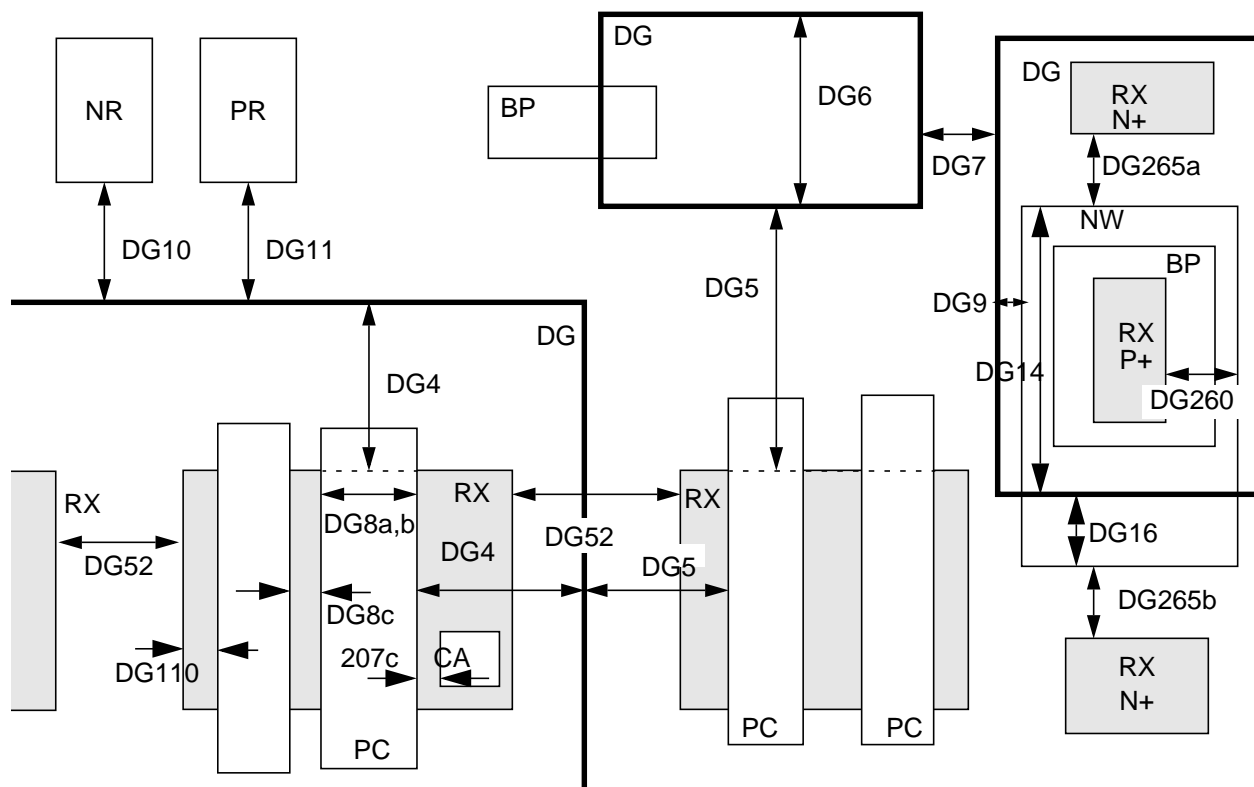 NR
PR
DG10
DG11
DG
BP
DG6
DG7
DG5
DG
RX
N+
DG265a
NW
BP
DG9
RX
P+
DG14
DG260
DG16
DG265b
RX
N+
DG
DG4
RX
DG52
DG8a,b
RX
DG4
DG52
RX
DG5
DG8c
DG110
207c
CA
PC
PC
PC